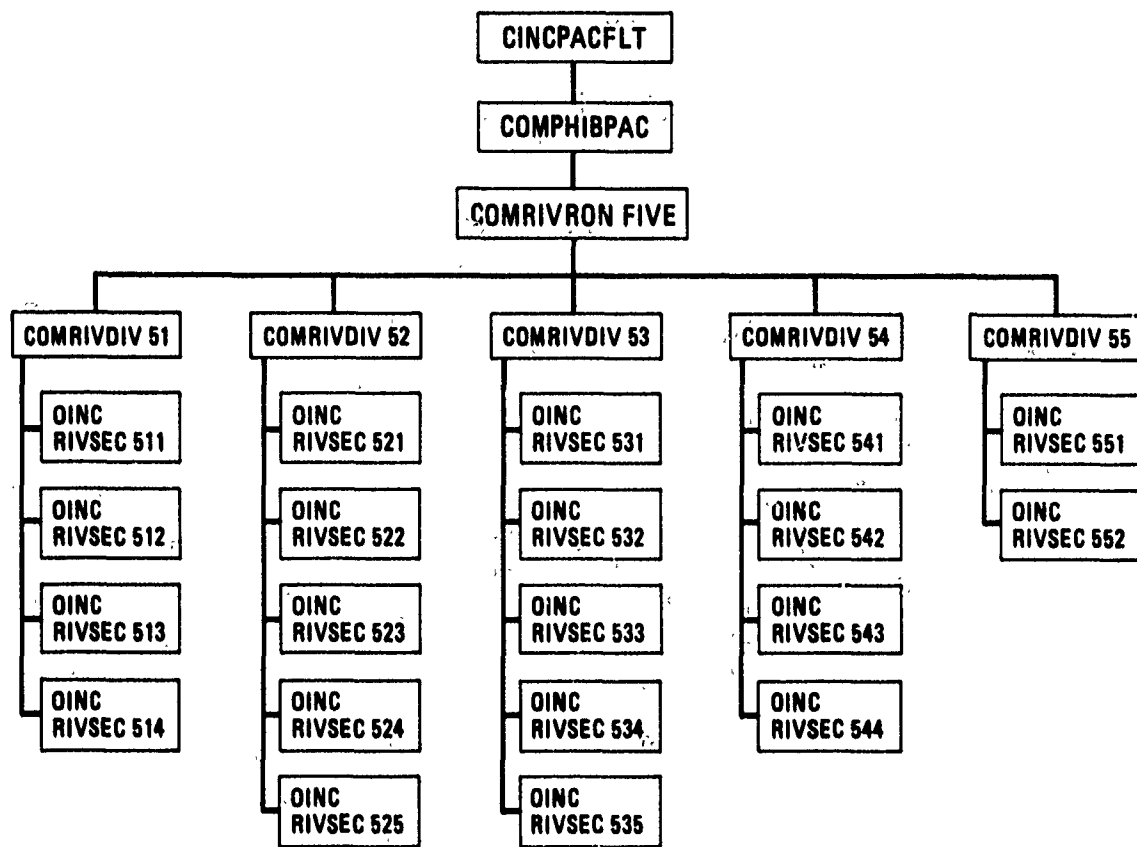 CINCPACFLT
COMPHIBPAC
COMRIVRON FIVE
COMRIVDIV 51
COMRIVDIV 52
COMRIVDIV 53
COMRIVDIV 54
COMRIVDIV 55
OINC
RIVSEC 511
OINC
RIVSEC 512
OINC
RIVSEC 513
OINC
RIVSEC 514
OINC
RIVSEC 521
OINC
RIVSEC 522
OINC
RIVSEC 523
OINC
RIVSEC 524
OINC
RIVSEC 525
OINC
RIVSEC 531
OINC
RIVSEC 532
OINC
RIVSEC 533
OINC
RIVSEC 534
OINC
RIVSEC 535
OINC
RIVSEC 541
OINC
RIVSEC 542
OINC
RIVSEC 543
OINC
RIVSEC 544
OINC
RIVSEC 551
OINC
RIVSEC 552